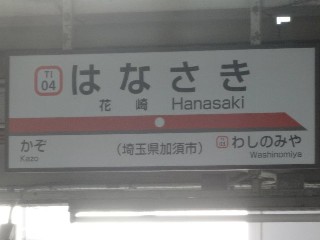 TI
04
はなさき
花崎 Hanasaki
かぞ
Kazo
(埼玉県加須市)
わしのみや
Washinomiya